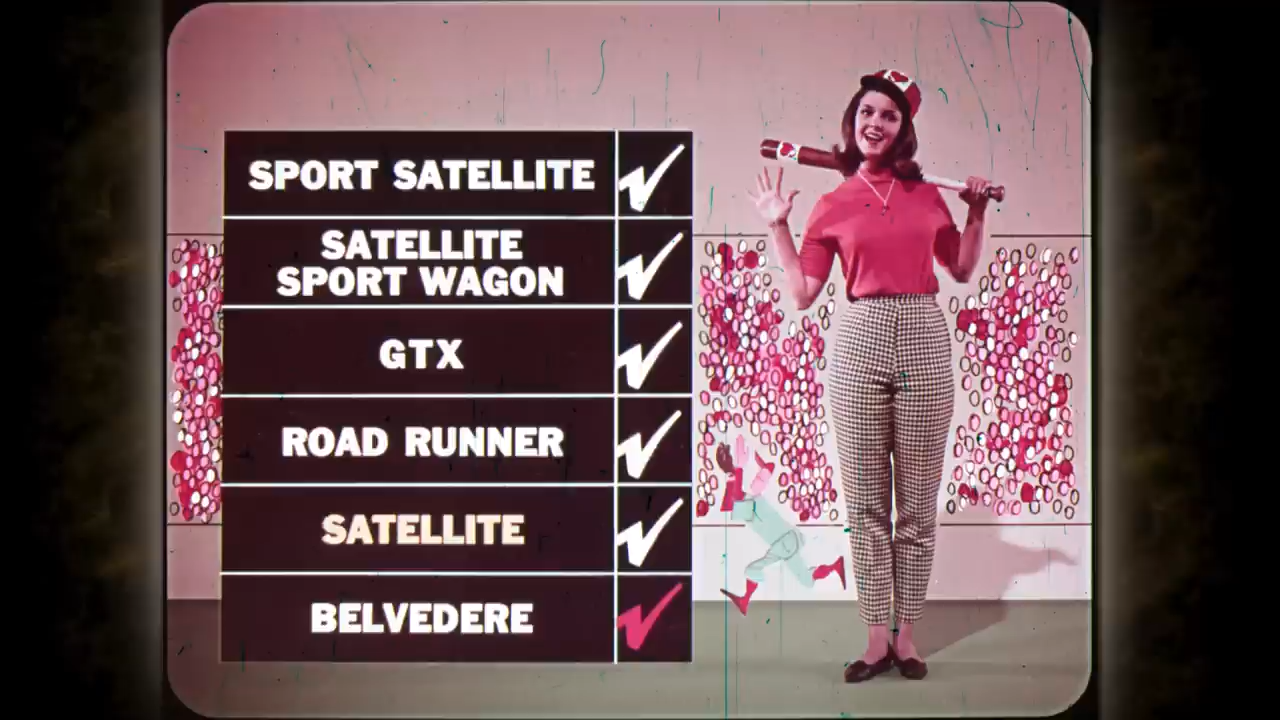 SPORT SATELLITE
SATELLITE
SPORT WAGON
GTX
ROAD RUNNER
SATELLITE
BELVEDERE